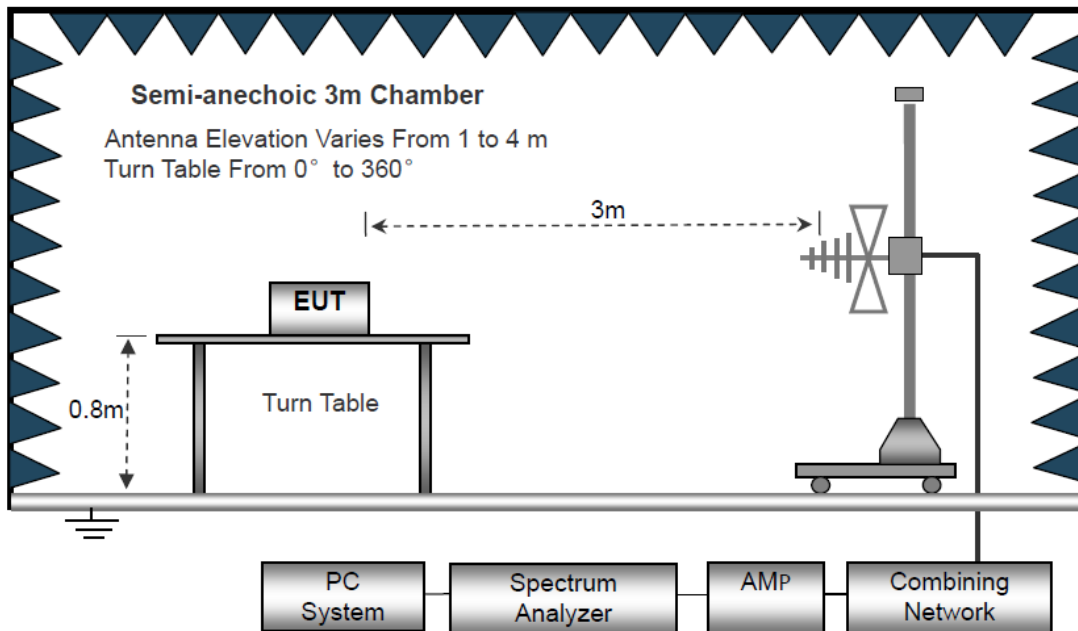 Semi-anechoic 3m Chamber
Antenna Elevation Varies From 1 to 4 m
Turn Table From 0° to 360°
3m
EUT
0.8m
Turn Table
PC
System
Spectrum
Analyzer
AMP
Combining
Network